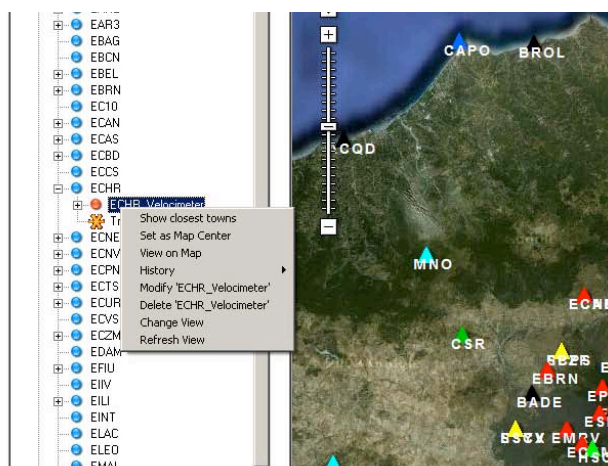 EAR3
EBAG
EBCN
EBEL
EBRN
EC10
ECAN
ECAS
ECBD
ECCS
ECHR
ECHR_Velocimeter
Show closest towns
Set as Map Center
View on Map
History
Modify 'ECHR_Velocimeter'
Delete 'ECHR_Velocimeter'
Change View
Refresh View
ECNE
ECNV
ECPN
ECTS
ECUR
ECVS
ECZM
EDAM
EFIU
EIIV
EILI
EINT
ELAC
ELEO
CAPO
BROL
CQD
MNO
CSR
EBRN
BADE